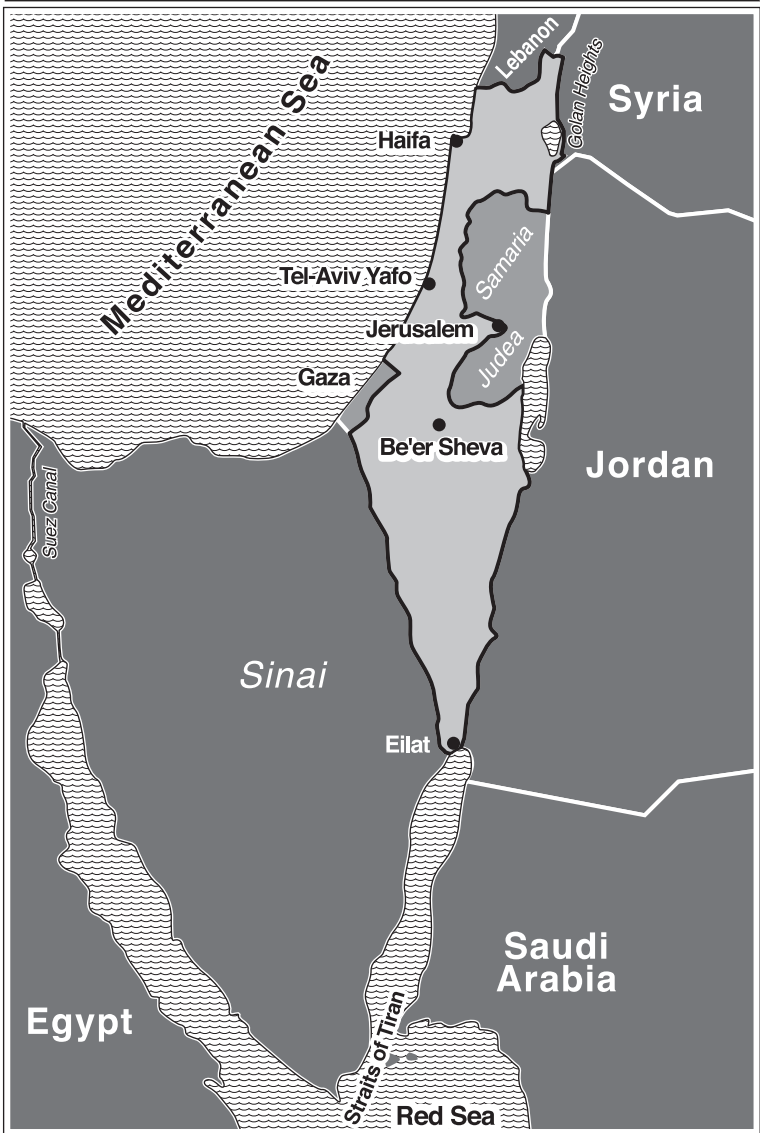 Lebanon
Golan Heights
Syria
Mediterranean Sea
Haifa
Samaria
Tel-Aviv Yafo
Jerusalem
Judea
Gaza
Be'er Sheva
Jordan
Suez Canal
Sinai
Eilat
Saudi
Arabia
Egypt
Straits of Tiran
Red Sea